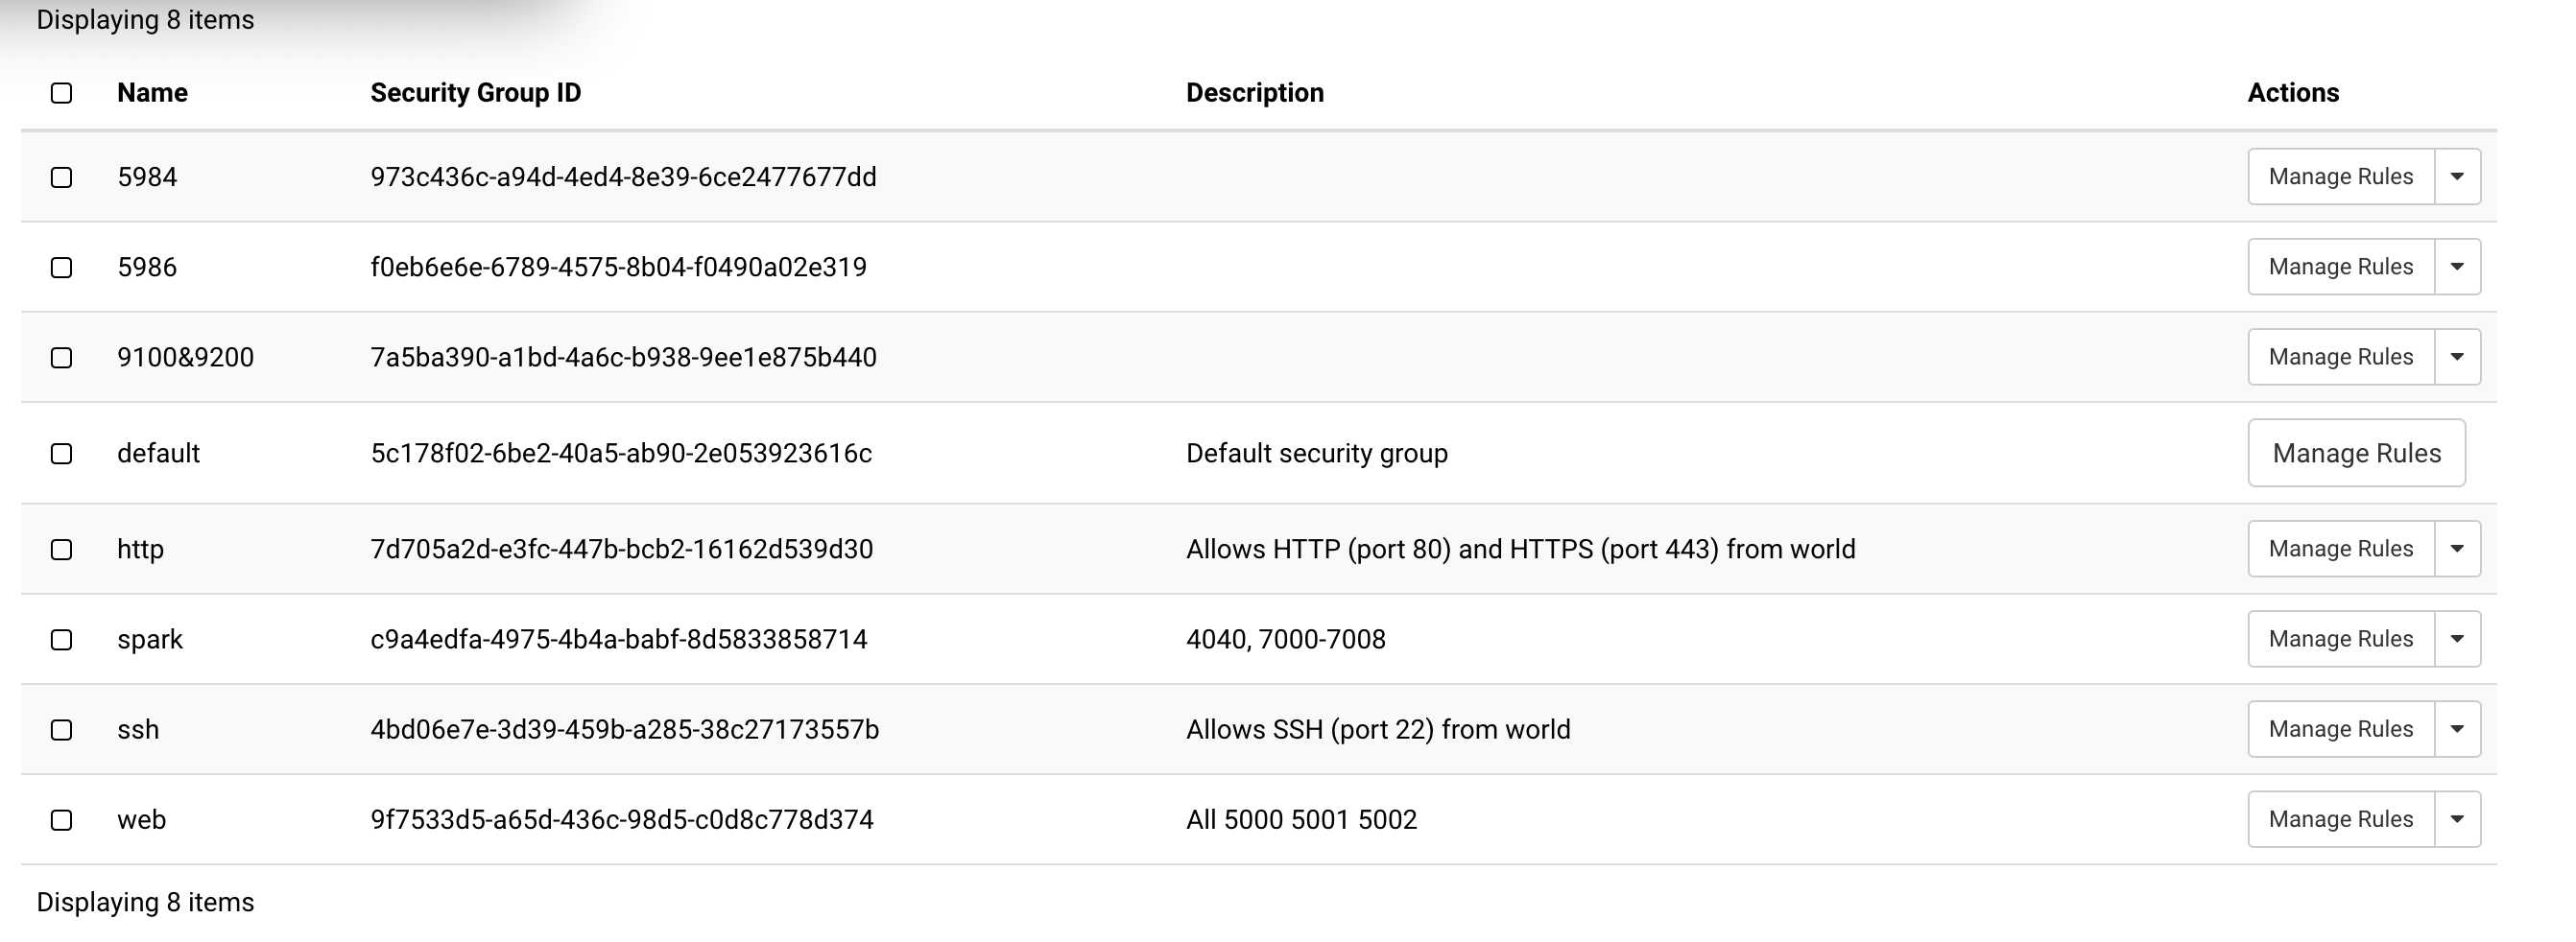 Displaying 8 items
Name Security Group ID Description Actions
5984 973c436c-a94d-4ed4-8e39-6ce2477677dd Manage Rules
5986 f0eb6e6e-6789-4575-8b04-f0490a02e319 Manage Rules
9100&9200 7a5ba390-a1bd-4a6c-b938-9ee1e875b440 Manage Rules
default 5c178f02-6be2-40a5-ab90-2e053923616c Default security group Manage Rules
http 7d705a2d-e3fc-447b-bcb2-16162d539d30 Allows HTTP (port 80) and HTTPS (port 443) from world Manage Rules
spark c9a4edfa-4975-4b4a-babf-8d5833858714 4040, 7000-7008 Manage Rules
ssh 4bd06e7e-3d39-459b-a285-38c27173557b Allows SSH (port 22) from world Manage Rules
web 9f7533d5-a65d-436c-98d5-c0d8c778d374 All 5000 5001 5002 Manage Rules
Displaying 8 items